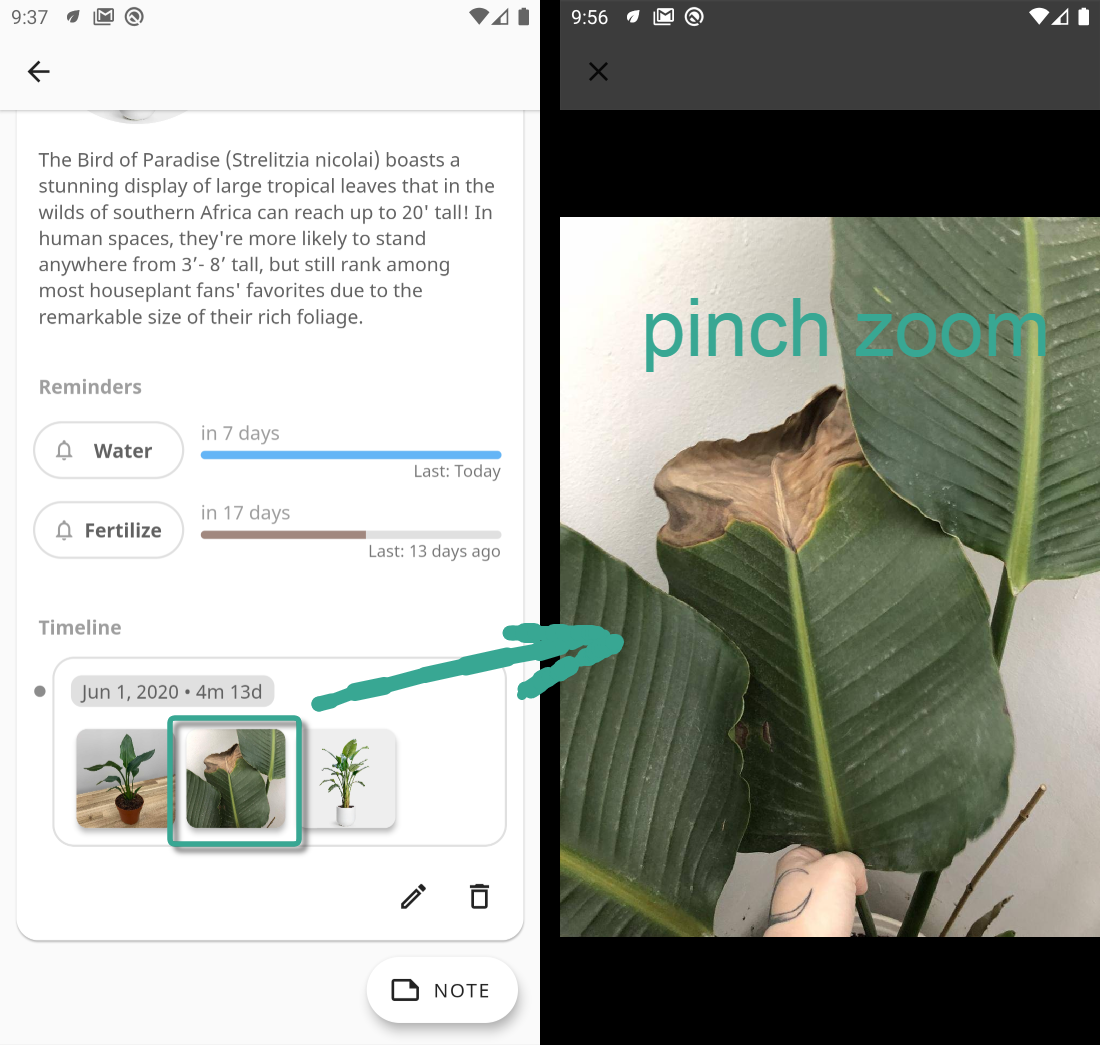 9:37
The Bird of Paradise (Strelitzia nicolai) boasts a
stunning display of large tropical leaves that in the
wilds of southern Africa can reach up to 20' tall! In
human spaces, they're more likely to stand
anywhere from 3’- 8’ tall, but still rank among
most houseplant fans' favorites due to the
remarkable size of their rich foliage.
Reminders
Water
in 7 days
Last: Today
Fertilize
in 17 days
Last: 13 days ago
Timeline
Jun 1, 2020 • 4m 13d
NOTE
9:56
pinch zoom